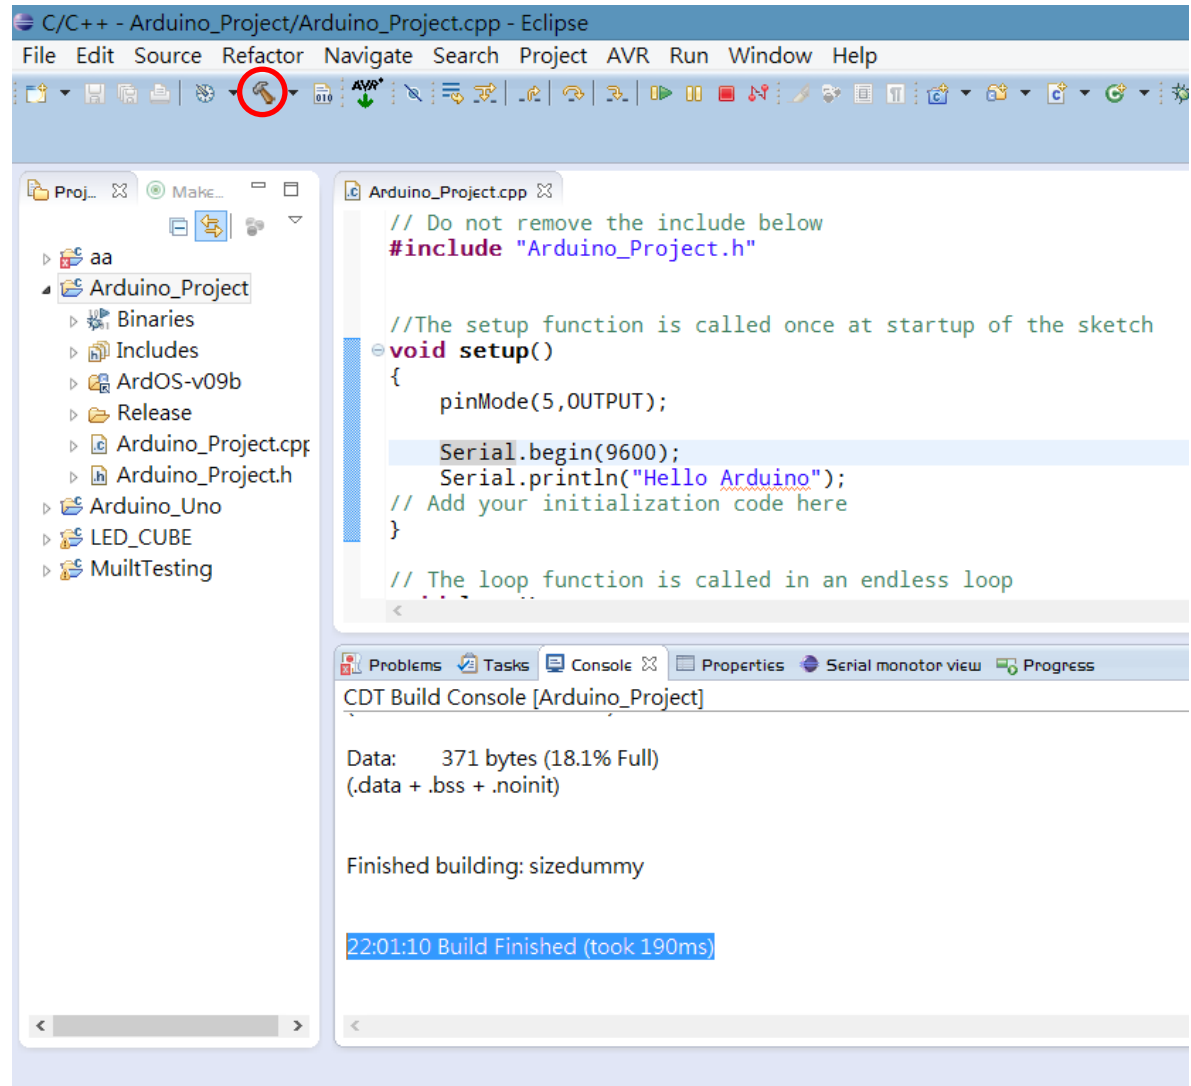 C/C++ - Arduino_Project/Arduino_Project.cpp - Eclipse
File Edit Source Refactor Navigate Search Project AVR Run Window Help
010 AVR
Proj... Make...
aa
Arduino_Project
Binaries
Includes
ArdOS-v09b
Release
Arduino_Project.cpp
Arduino_Project.h
Arduino_Uno
LED_CUBE
MuiltTesting
Arduino_Project.cpp
// Do not remove the include below
#include "Arduino_Project.h"
//The setup function is called once at startup of the sketch
void setup()
{
pinMode(5,OUTPUT);
Serial.begin(9600);
Serial.println("Hello Arduino");
// Add your initialization code here
}
// The loop function is called in an endless loop
Problems Tasks Console Properties Serial monotor view Progress
CDT Build Console [Arduino_Project]
Data: 371 bytes (18.1% Full)
(.data + .bss + .noinit)
Finished building: sizedummy
22:01:10 Build Finished (took 190ms)